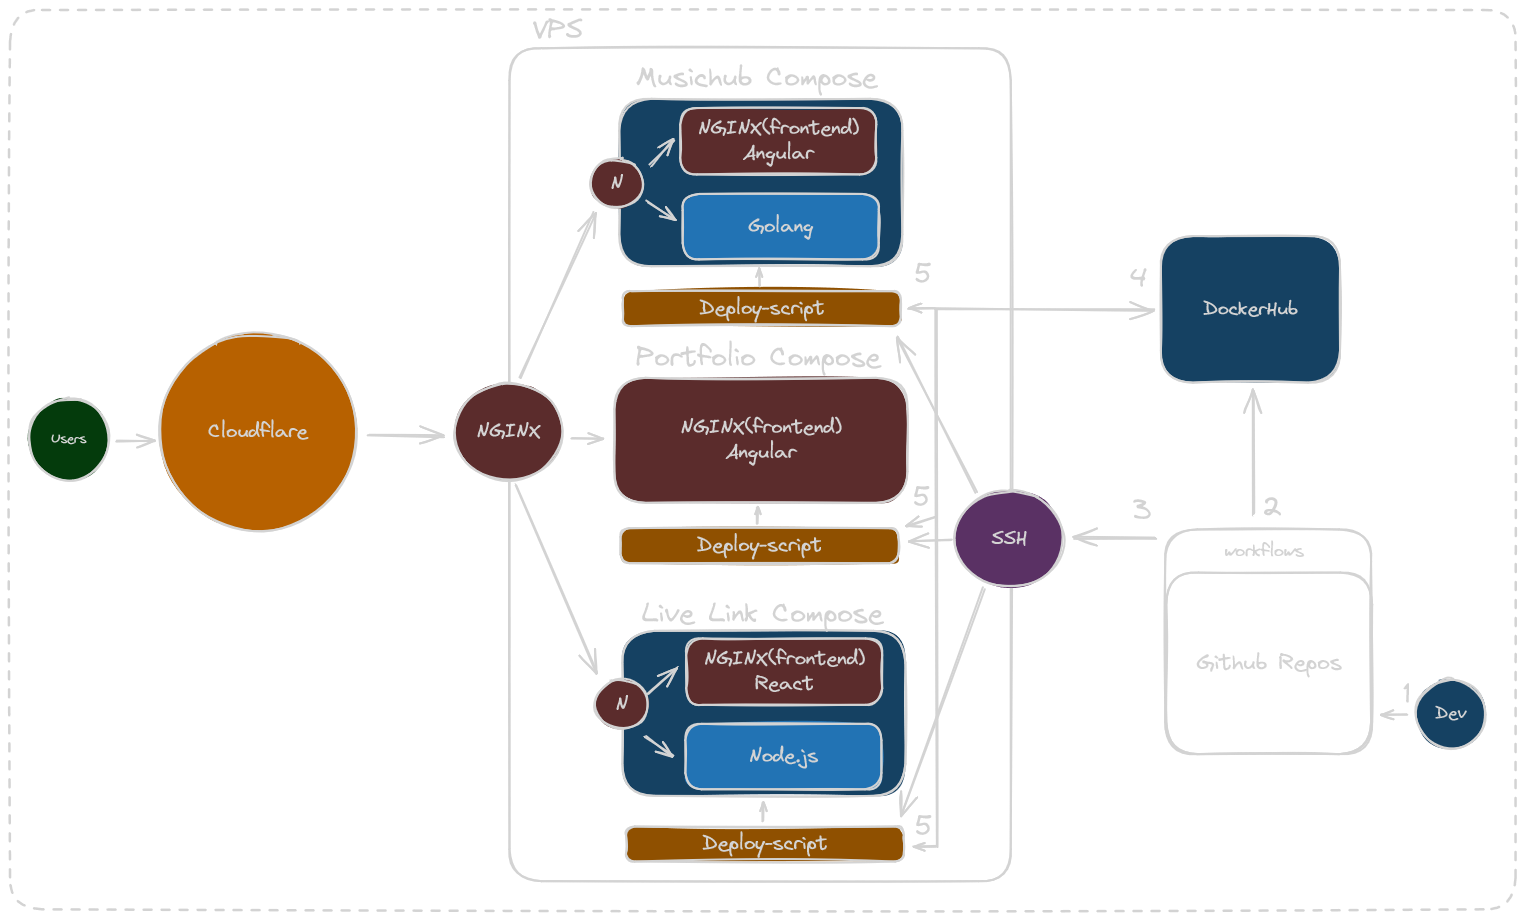 VPS
Musichub Compose
NGINX(frontend)
Angular
N
Golang
5
4
Deploy-script
DockerHub
Portfolio Compose
Users
Cloudflare
NGINX
NGINX(frontend)
Angular
5
2
3
Deploy-script
SSH
workflows
Live Link Compose
NGINX(frontend)
React
N
Github Repos
1
Dev
Node.js
5
Deploy-script